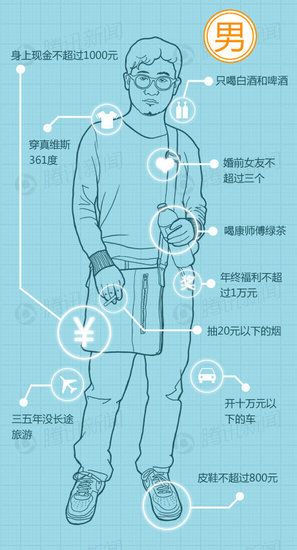 男
身上现金不超过1000元
只喝白酒和啤酒
穿真维斯
361度
婚前女友不
超过三个
喝康师傅绿茶
年终福利不超
过1万元
¥
抽20元以下的烟
三五年没长途
旅游
开十万元以
下的车
皮鞋不超过800元
腾讯新闻